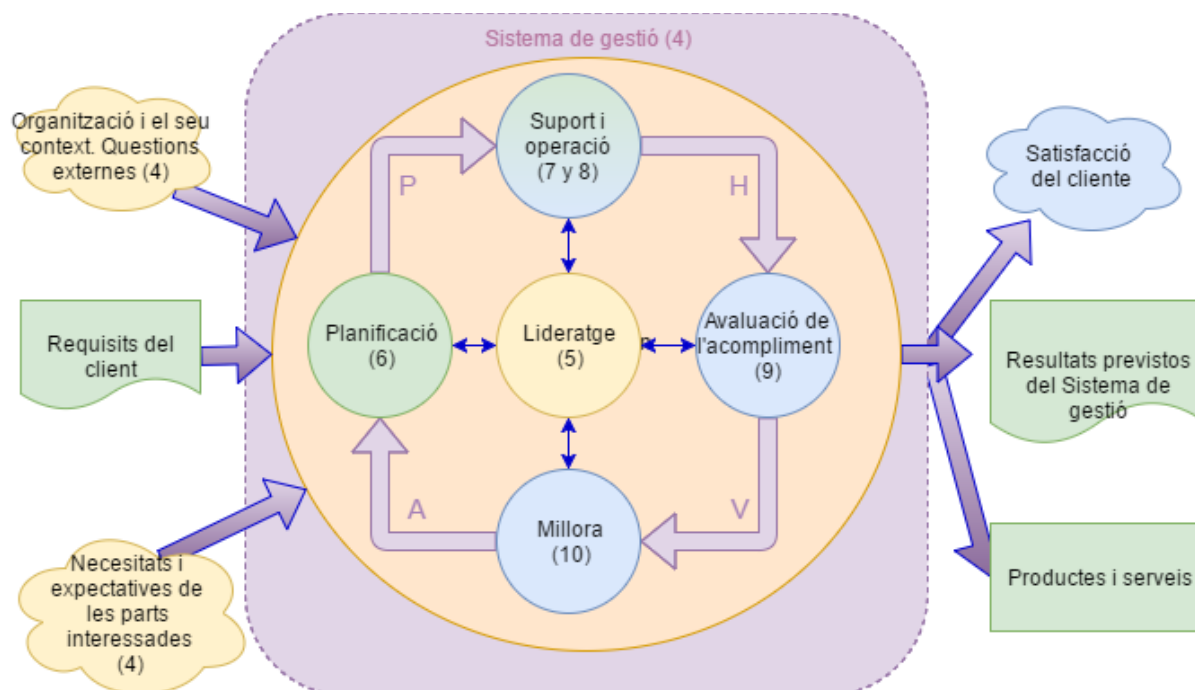 Sistema de gestió (4)
Organització i el seu
context. Questions
externes (4)
Suport i
operació
(7 y 8)
Satisfacció
del cliente
P
H
Requisits del
client
Planificació
(6)
Lideratge
(5)
n
Avaluació de
l'acompliment
(9)
Resultats previstos
del Sistema de
gestió
A
V
Millora
(10)
Necesitats i
expectatives de
les parts
interessades
(4)
Productes i serveis